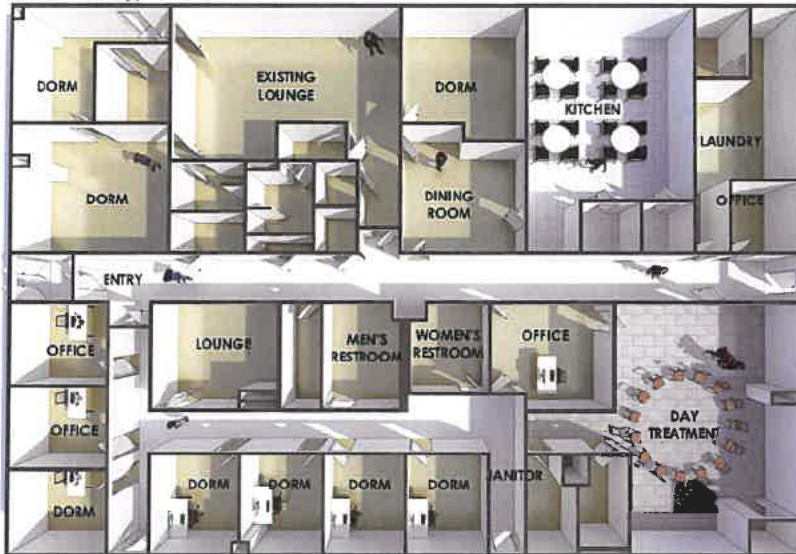 DORM
EXISTING
LOUNGE
DORM
KITCHEN
LAUNDRY
DORM
DINING
ROOM
OFFICE
ENTRY
OFFICE
LOUNGE
MEN'S
RESTROOM
WOMEN'S
RESTROOM
OFFICE
OFFICE
DAY
TREATMENT
DORM
DORM
DORM
DORM
DORM
JANITOR